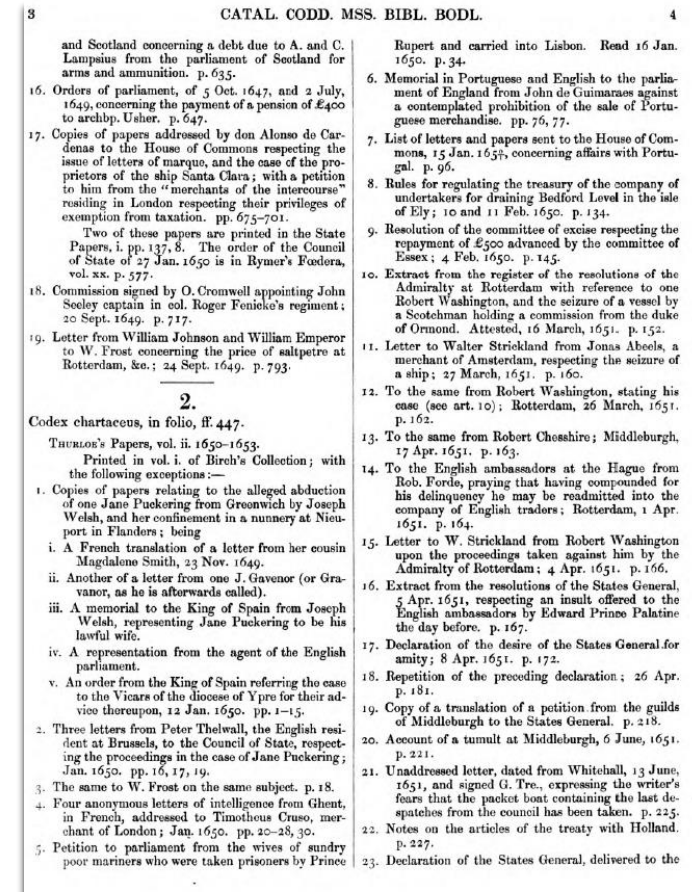 3
CATAL. CODD. MSS. BIBL. BODL.
4
and Scotland concerning a debt due to A. and C.
Lampsius from the parliament of Scotland for
arms and ammunition. p. 635.
16. Orders of parliament, of 5 Oct. 1647, and 2 July,
1649, concerning the payment of a pension of £400
to archbp. Usher. p. 647.
17. Copies of papers addressed by don Alonso de Car-
denas to the House of Commons respecting the
issue of letters of marque, and the case of the pro-
prietors of the ship Santa Clara; with a petition
to him from the "merchants of the intercourse"
residing in London respecting their privileges of
exemption from taxation. pp. 675–701.
Two of these papers are printed in the State
Papers, i. pp. 137, 8. The order of the Council
of State of 27 Jan. 1650 is in Rymer's Fœdera,
vol. xx. p. 577.
18. Commission signed by O. Cromwell appointing John
Seeley captain in col. Roger Fenicke's regiment;
20 Sept. 1649. p. 717.
19. Letter from William Johnson and William Emperor
to W. Frost concerning the price of saltpetre at
Rotterdam, &c.; 24 Sept. 1649. p. 793.
2.
Codex chartaceus, in folio, ff. 447.
THURLOE'S Papers, vol. ii. 1650–1653.
Printed in vol. i. of Birch's Collection; with
the following exceptions:—
1. Copies of papers relating to the alleged abduction
of one Jane Puckering from Greenwich by Joseph
Welsh, and her confinement in a nunnery at Nieu-
port in Flanders; being
i. A French translation of a letter from her cousin
Magdalene Smith, 23 Nov. 1649.
ii. Another of a letter from one J. Gavenor (or Gra-
vanor, as he is afterwards called).
iii. A memorial to the King of Spain from Joseph
Welsh, representing Jane Puckering to be his
lawful wife.
iv. A representation from the agent of the English
parliament.
v. An order from the King of Spain referring the case
to the Vicars of the diocese of Ypre for their ad-
vice thereupon, 12 Jan. 1650. pp. 1–15.
2. Three letters from Peter Thelwall, the English resi-
dent at Brussels, to the Council of State, respect-
ing the proceedings in the case of Jane Puckering;
Jan. 1650. pp. 16, 17, 19.
3. The same to W. Frost on the same subject. p. 18.
4. Four anonymous letters of intelligence from Ghent,
in French, addressed to Timotheus Cruso, mer-
chant of London; Jan. 1650. pp. 20–28, 30.
5. Petition to parliament from the wives of sundry
poor mariners who were taken prisoners by Prince
Rupert and carried into Lisbon. Read 16 Jan.
1650. p. 34.
6. Memorial in Portuguese and English to the parlia-
ment of England from John de Guimaraes against
a contemplated prohibition of the sale of Portu-
guese merchandise. pp. 76, 77.
7. List of letters and papers sent to the House of Com-
mons, 15 Jan. concerning affairs with Portu-
gal. p. 96.
8. Rules for regulating the treasury of the company of
undertakers for draining Bedford Level in the isle
of Ely; 10 and 11 Feb. 1650. p. 134.
9. Resolution of the committee of excise respecting the
repayment of £500 advanced by the committee of
Essex; 4 Feb. 1650. p. 145.
10. Extract from the register of the resolutions of the
Admiralty at Rotterdam with reference to one
Robert Washington, and the seizure of a vessel by
a Scotchman holding a commission from the duke
of Ormond. Attested, 16 March, 1651. p. 152.
11. Letter to Walter Strickland from Jonas Abeels, a
merchant of Amsterdam, respecting the seizure of
a ship; 27 March, 1651. p. 160.
12. To the same from Robert Washington, stating his
case (see art. 10); Rotterdam, 26 March, 1651.
p. 162.
13. To the same from Robert Chesshire; Middleburgh,
17 Apr. 1651. p. 163.
14. To the English ambassadors at the Hague from
Rob. Forde, praying that having compounded for
his delinquency he may be readmitted into the
company of English traders; Rotterdam, 1 Apr.
1651. p. 164.
15. Letter to W. Strickland from Robert Washington
upon the proceedings taken against him by the
Admiralty of Rotterdam; 4 Apr. 1651. p. 166.
16. Extract from the resolutions of the States General,
5 Apr. 1651, respecting an insult offered to the
English ambassadors by Edward Prince Palatine
the day before. p. 167.
17. Declaration of the desire of the States General for
amity; 8 Apr. 1651. p. 172.
18. Repetition of the preceding declaration; 26 Apr.
p. 181.
19. Copy of a translation of a petition from the guilds
of Middleburgh to the States General. p. 218.
20. Account of a tumult at Middleburgh, 6 June, 1651.
p. 221.
21. Unaddressed letter, dated from Whitehall, 13 June,
1651, and signed G. Tre., expressing the writer's
fears that the packet boat containing the last de-
spatches from the council has been taken. p. 225.
22. Notes on the articles of the treaty with Holland.
p. 227.
23. Declaration of the States General, delivered to the